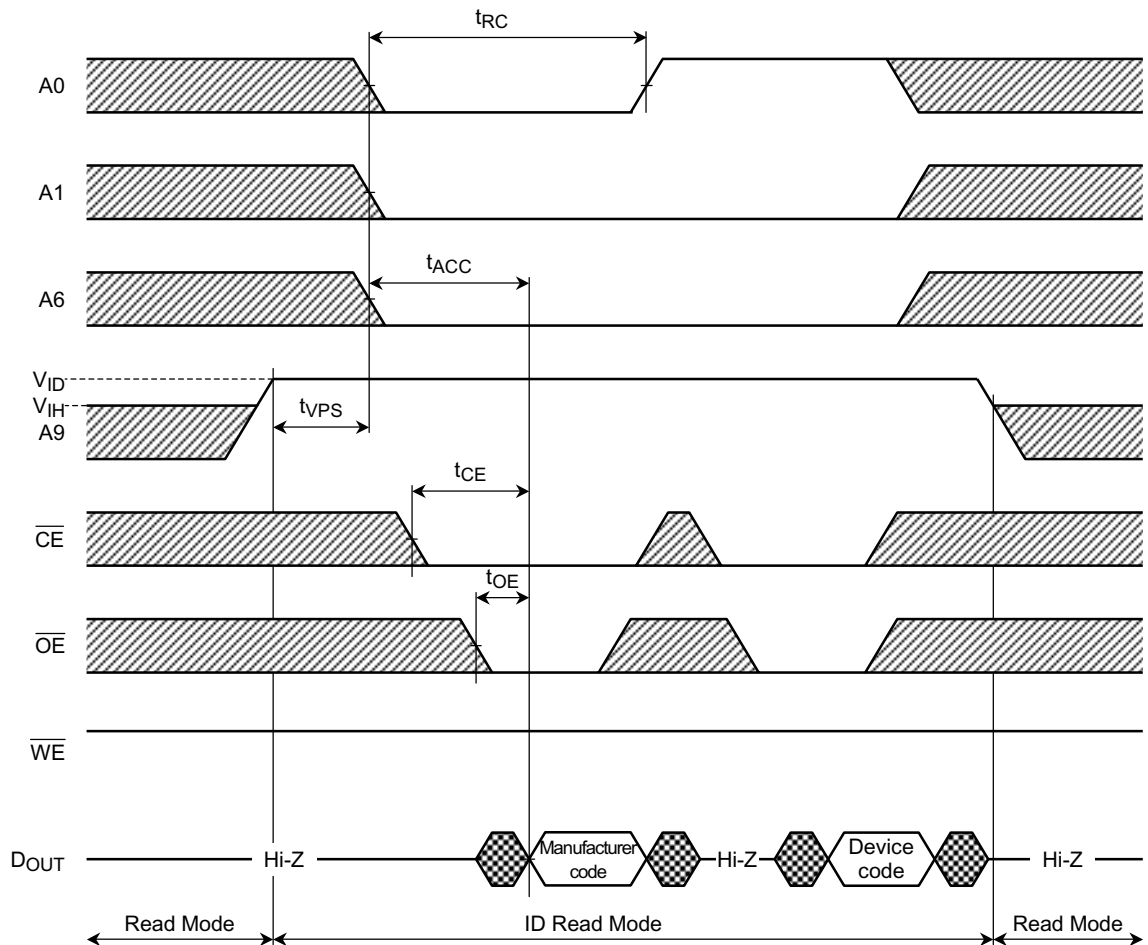 tRC
A0
A1
tACC
A6
VID
VIH
A9
tVPS
tCE
CE
tOE
OE
WE
DOUT
Hi-Z
Manufacturer
code
Hi-Z
Device
code
Hi-Z
Read Mode
ID Read Mode
Read Mode